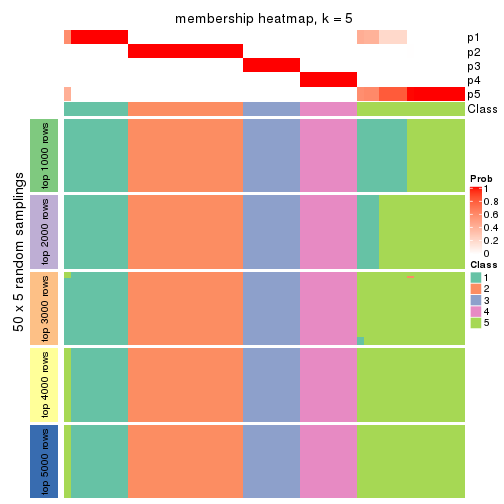 membership heatmap, k = 5
p1
p2
p3
p4
p5
Class
50 x 5 random samplings
top 1000 rows
top 2000 rows
top 3000 rows
top 4000 rows
top 5000 rows
Prob
1
0.8
0.6
0.4
0.2
0
Class
1
2
3
4
5